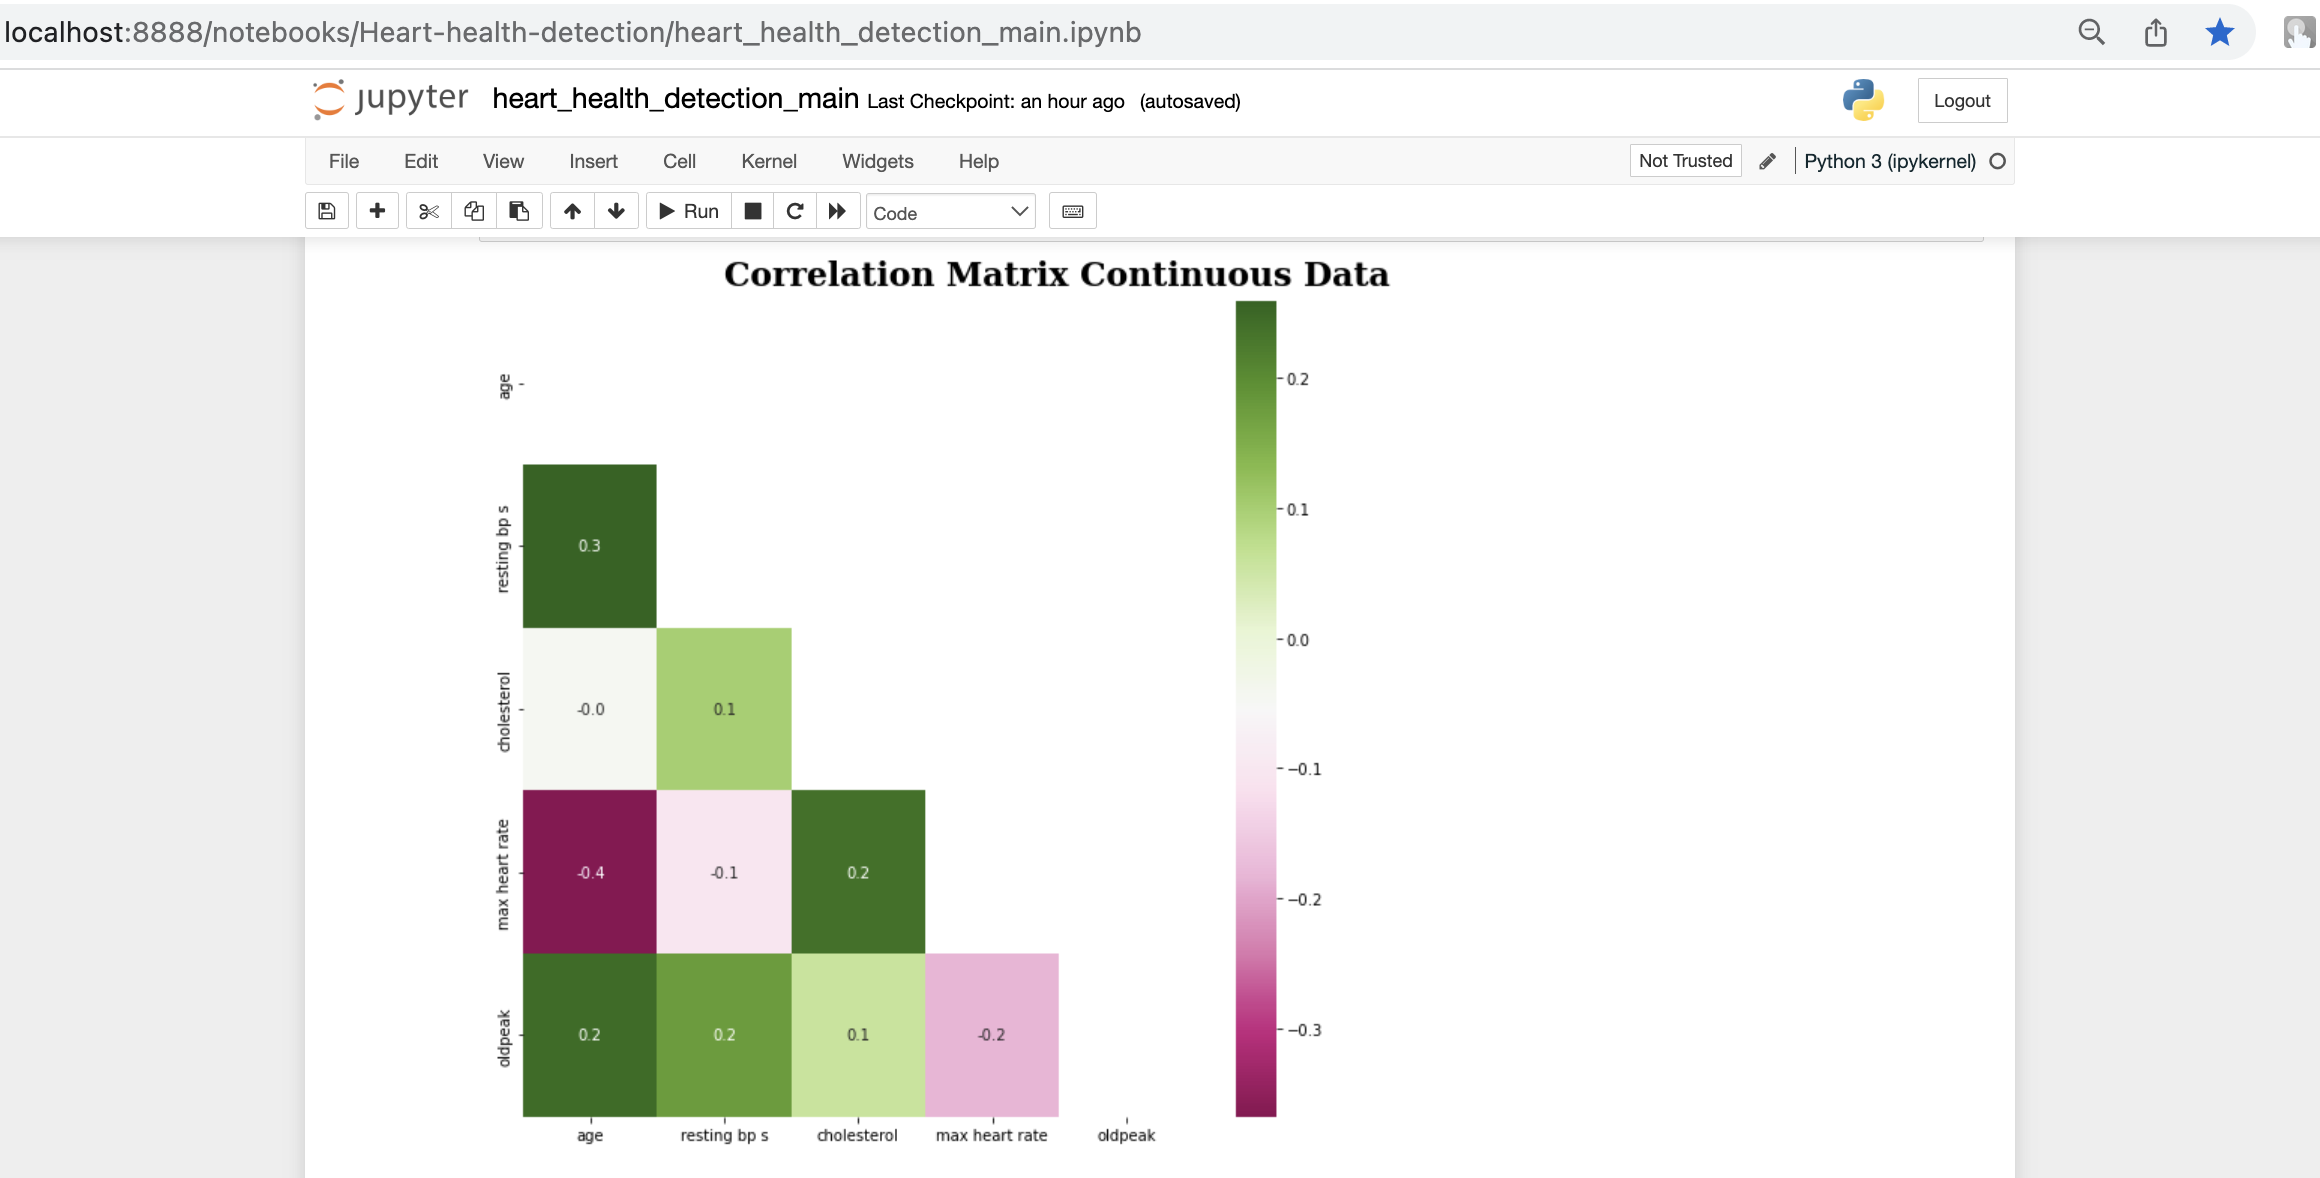 localhost:8888/notebooks/Heart-health-detection/heart_health_detection_main.ipynb
jupyter heart_health_detection_main Last Checkpoint: an hour ago (autosaved) Logout
File Edit View Insert Cell Kernel Widgets Help Not Trusted Python 3 (ipykernel)
Run Code
Correlation Matrix Continuous Data
age
resting bp s
cholesterol
max heart rate
oldpeak
0.3
-0.0 0.1
-0.4 -0.1 0.2
0.2 0.2 0.1 -0.2
age resting bp s cholesterol max heart rate oldpeak
0.2
0.1
0.0
−0.1
−0.2
−0.3